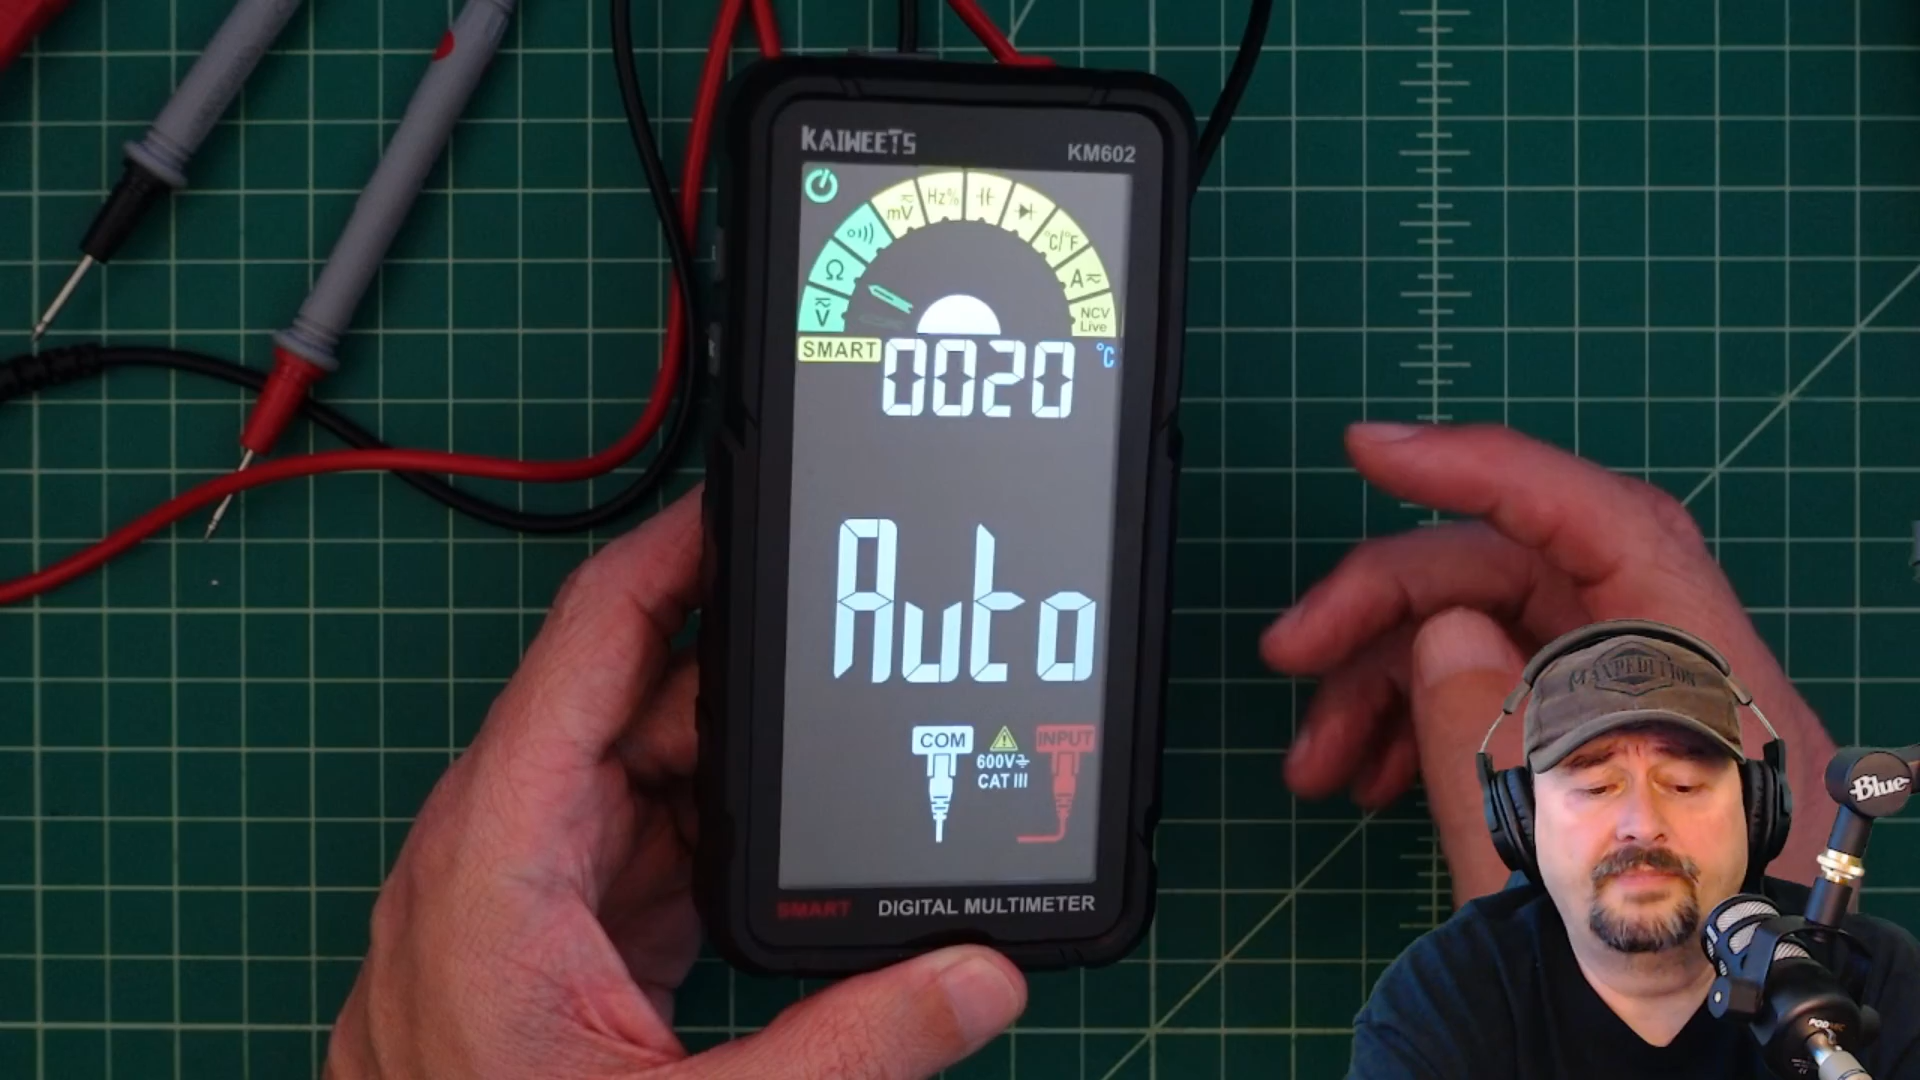 KAIWEETS
KM602
Hz%
mV
°C/°F
Ω
A
V
NCV
Live
SMART
0020
°C
Auto
COM
INPUT
600V
CAT III
SMART
DIGITAL MULTIMETER
MAXPEDITION
Blue